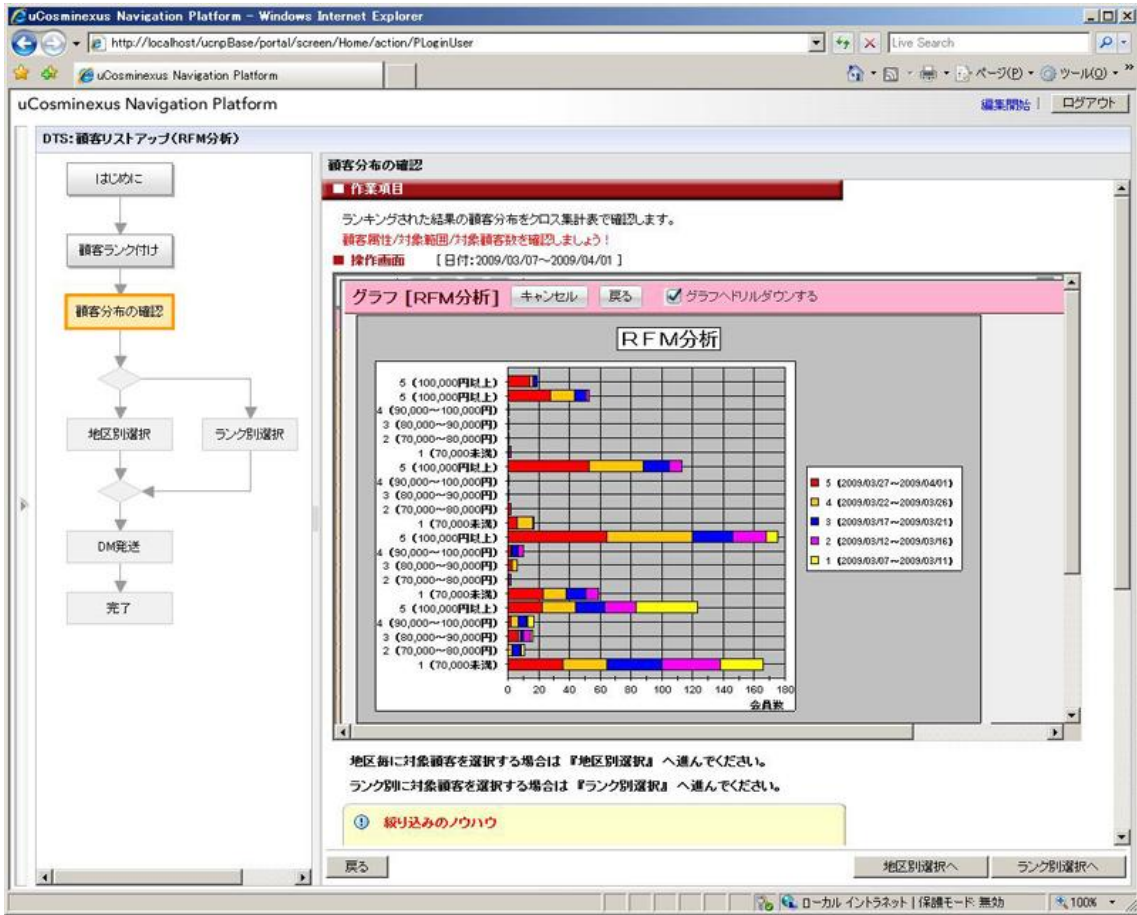 uCosminexus Navigation Platform - Windows Internet Explorer
http://localhost/ucnpBase/portal/screen/Home/action/PLoginUser
Live Search
uCosminexus Navigation Platform
ページ(P)
ツール(O)
uCosminexus Navigation Platform
編集開始
ログアウト
DTS:顧客リストアップ(RFM分析)
はじめに
顧客ランク付け
顧客分布の確認
地区別選択
ランク別選択
DM発送
完了
顧客分布の確認
■ 作業項目
ランキングされた結果の顧客分布をクロス集計表で確認します。
顧客属性/対象範囲/対象顧客数を確認しましょう!
■ 操作画面 [日付:2009/03/07~2009/04/01 ]
グラフ [RFM分析]
キャンセル
戻る
グラフへドリルダウンする
RFM分析
5 (100,000円以上)
5 (100,000円以上)
4 (90,000~100,000円)
3 (80,000~90,000円)
2 (70,000~80,000円)
1 (70,000未満)
5 (100,000円以上)
4 (90,000~100,000円)
3 (80,000~90,000円)
2 (70,000~80,000円)
1 (70,000未満)
5 (100,000円以上)
4 (90,000~100,000円)
3 (80,000~90,000円)
2 (70,000~80,000円)
1 (70,000未満)
5 (100,000円以上)
4 (90,000~100,000円)
3 (80,000~90,000円)
2 (70,000~80,000円)
1 (70,000未満)
0 20 40 60 80 100 120 140 160 180
会員数
5 (2009/03/27~2009/04/01)
4 (2009/03/22~2009/03/26)
3 (2009/03/17~2009/03/21)
2 (2009/03/12~2009/03/16)
1 (2009/03/07~2009/03/11)
地区毎に対象顧客を選択する場合は『地区別選択』へ進んでください。
ランク別に対象顧客を選択する場合は『ランク別選択』へ進んでください。
絞り込みのノウハウ
戻る
地区別選択へ
ランク別選択へ
ローカル イントラネット | 保護モード: 無効
100%